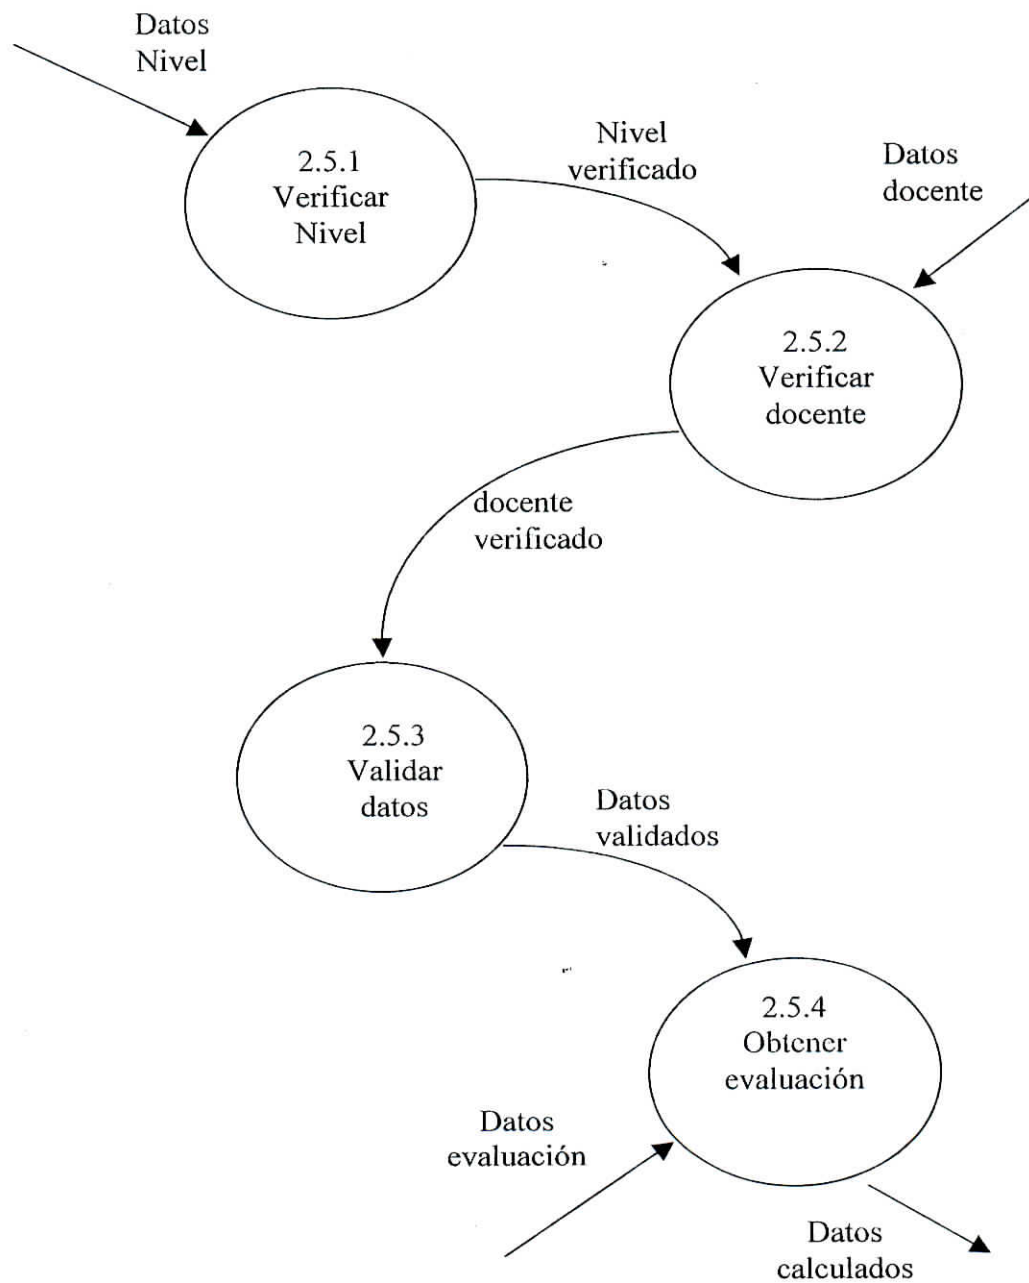 Datos
Nivel
2.5.1
Verificar
Nivel
Nivel
verificado
Datos
docente
2.5.2
Verificar
docente
docente
verificado
2.5.3
Validar
datos
Datos
validados
2.5.4
Obtener
evaluación
Datos
evaluación
Datos
calculados